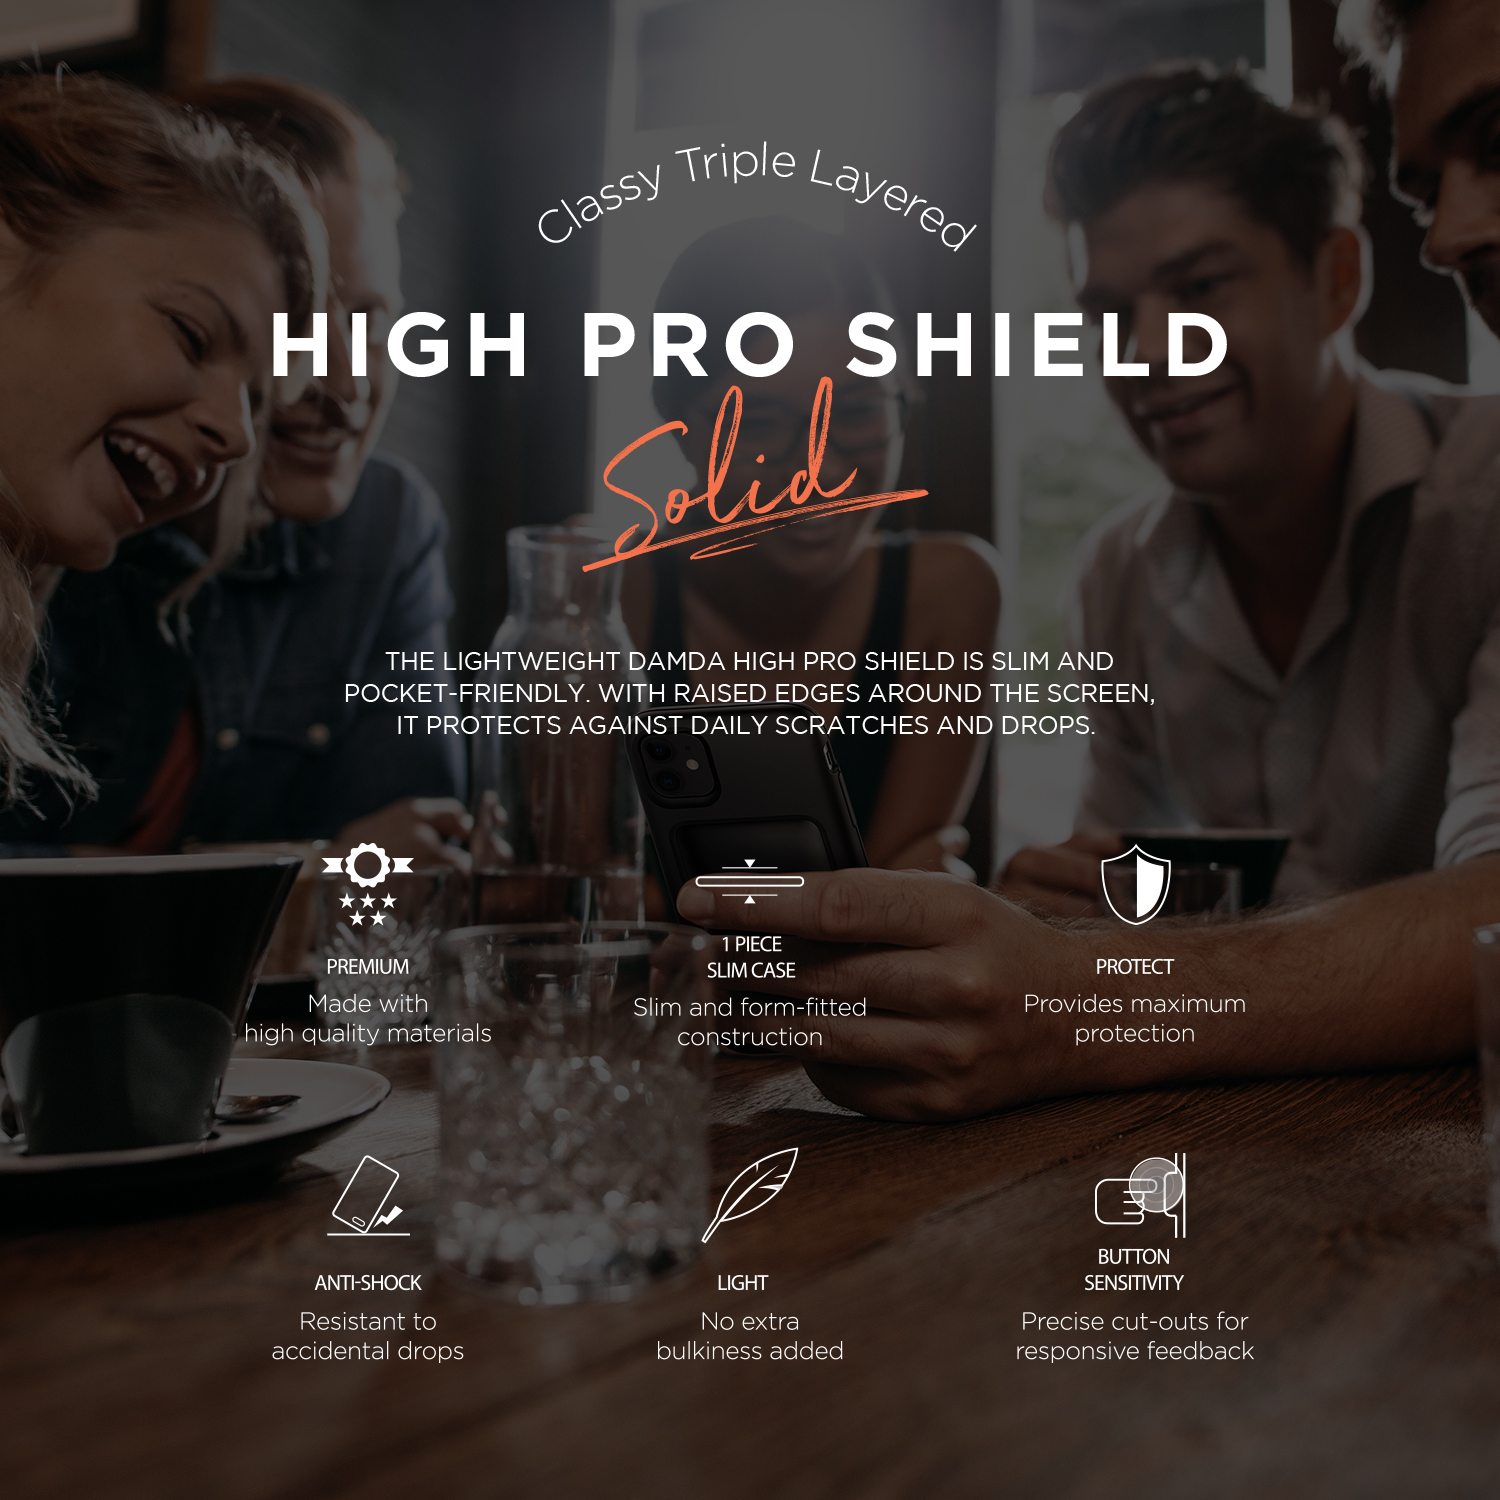 Classy Triple Layered
HIGH PRO SHIELD
Solid
THE LIGHTWEIGHT DAMDA HIGH PRO SHIELD IS SLIM AND
POCKET-FRIENDLY. WITH RAISED EDGES AROUND THE SCREEN,
IT PROTECTS AGAINST DAILY SCRATCHES AND DROPS.
PREMIUM
Made with
high quality materials
1 PIECE
SLIM CASE
Slim and form-fitted
construction
PROTECT
Provides maximum
protection
ANTI-SHOCK
Resistant to
accidental drops
LIGHT
No extra
bulkiness added
BUTTON
SENSITIVITY
Precise cut-outs for
responsive feedback